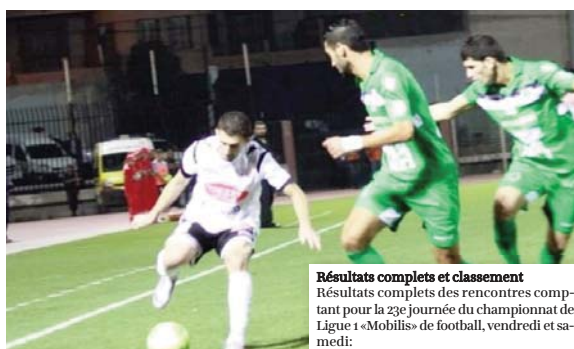 Résultats complets et classement
Résultats complets des rencontres comp-
tant pour la 23e journée du championnat de
Ligue 1 «Mobilis» de football, vendredi et sa-
medi: